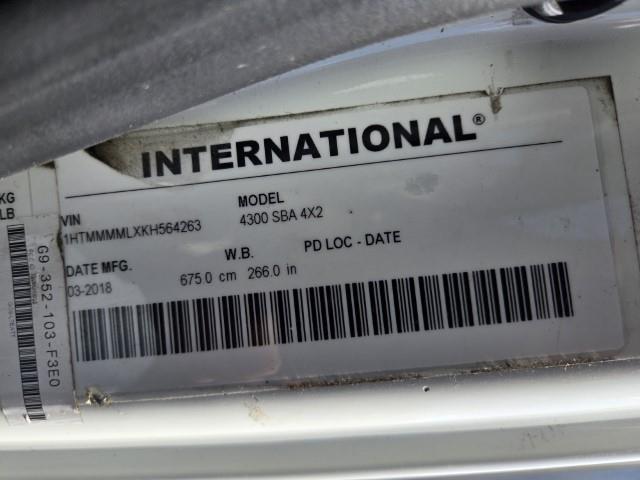 INTERNATIONAL®
KG
LB
VIN
MODEL
1HTMMMMLXKH564263
4300 SBA 4X2
DATE MFG.
W.B.
PD LOC - DATE
03-2018
675.0 cm 266.0 in
G9-352-103-F3E0